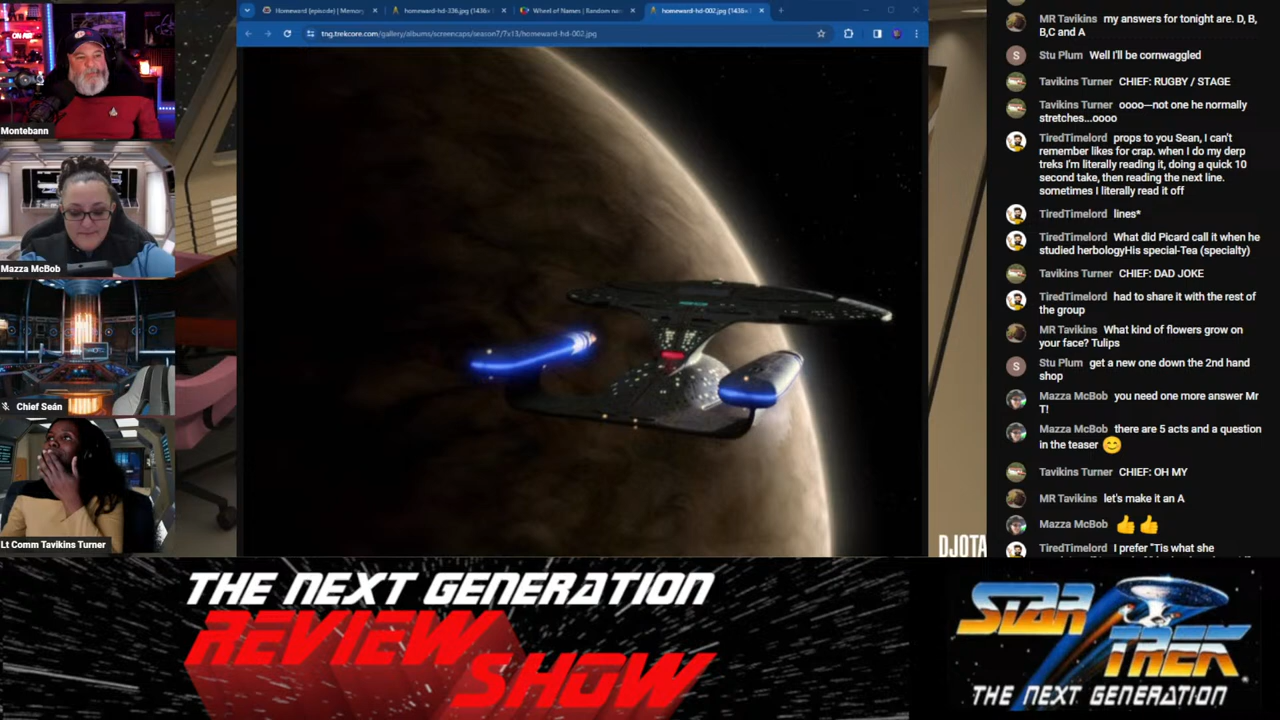 Homeward (episode) | Memory
homeward-hd-336.jpg (1436×
Wheel of Names | Random na
homeward-hd-002.jpg (1436×
tng.trekcore.com/gallery/albums/screencaps/season7/7x13/homeward-hd-002.jpg
ON AIR
Montebann
Mazza McBob
Chief Seán
Lt Comm Tavikins Turner
MR Tavikins my answers for tonight are. D, B,
B,C and A
S
Stu Plum Well I'll be cornwaggled
Tavikins Turner CHIEF: RUGBY / STAGE
Tavikins Turner oooo—not one he normally
stretches...oooo
TiredTimelord props to you Sean, I can't
remember likes for crap. when I do my derp
treks I'm literally reading it, doing a quick 10
second take, then reading the next line.
sometimes I literally read it off
TiredTimelord lines*
TiredTimelord What did Picard call it when he
studied herbologyHis special-Tea (specialty)
Tavikins Turner CHIEF: DAD JOKE
TiredTimelord had to share it with the rest of
the group
MR Tavikins What kind of flowers grow on
your face? Tulips
S
Stu Plum get a new one down the 2nd hand
shop
Mazza McBob you need one more answer Mr
T!
Mazza McBob there are 5 acts and a question
in the teaser 😊
Tavikins Turner CHIEF: OH MY
MR Tavikins let's make it an A
Mazza McBob 👍👍
TiredTimelord I prefer "Tis what she
DJOTA
THE NEXT GENERATION
REVIEW
SHOW
STAR
TREK
THE NEXT GENERATION